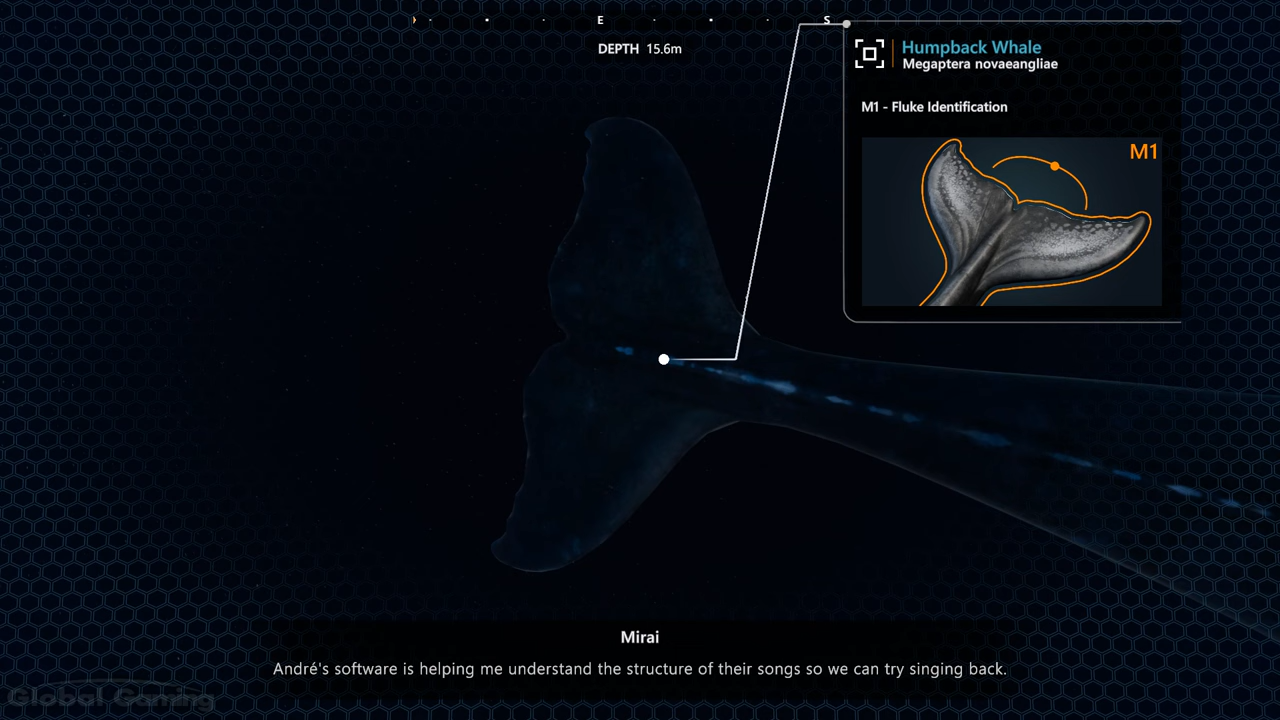 E
S
DEPTH 15.6m
Humpback Whale
Megaptera novaeangliae
M1 - Fluke Identification
M1
Mirai
André's software is helping me understand the structure of their songs so we can try singing back.
Global Gaming